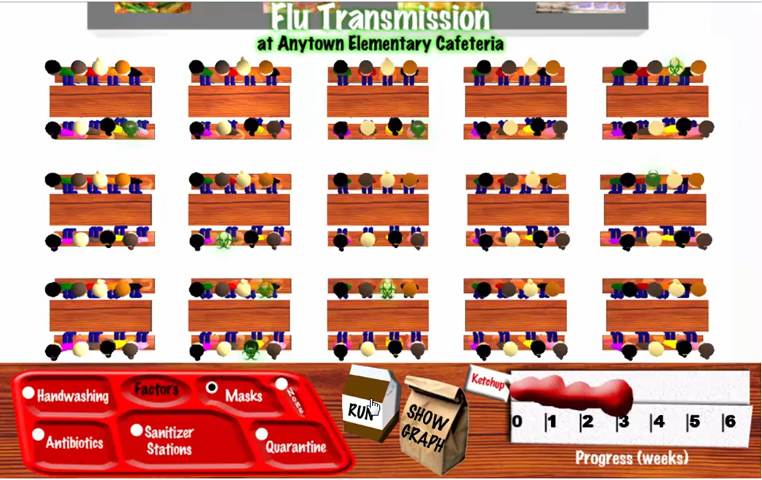 Flu Transmission
at Anytown Elementary Cafeteria
Handwashing
Factors
Masks
None
Antibiotics
Sanitizer
Stations
Quarantine
RUN
SHOW
GRAPH
Ketchup
0 1 2 3 4 5 6
Progress (weeks)